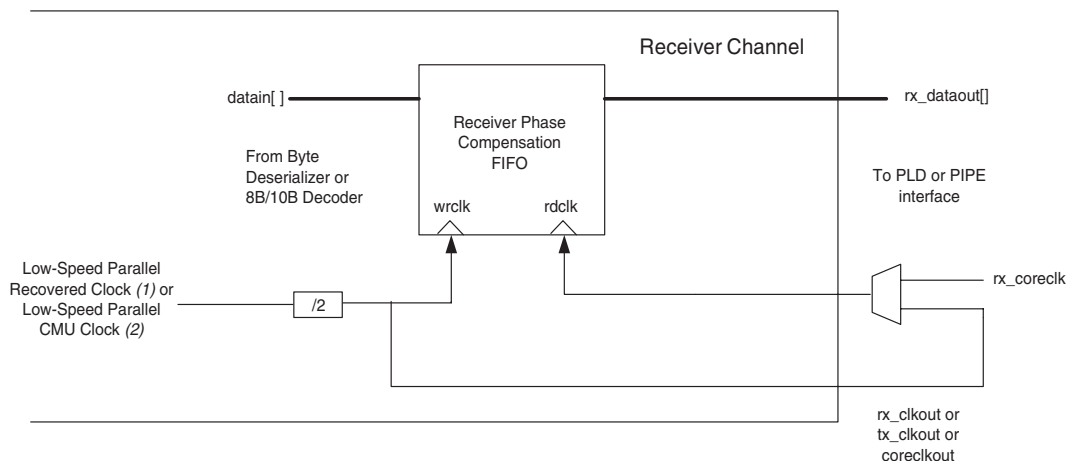 Receiver Channel
datain[ ]
Receiver Phase
Compensation
FIFO
rx_dataout[]
From Byte
Deserializer or
8B/10B Decoder
To PLD or PIPE
interface
wrclk
rdclk
Low-Speed Parallel
Recovered Clock (1) or
Low-Speed Parallel
CMU Clock (2)
/2
rx_coreclk
rx_clkout or
tx_clkout or
coreclkout